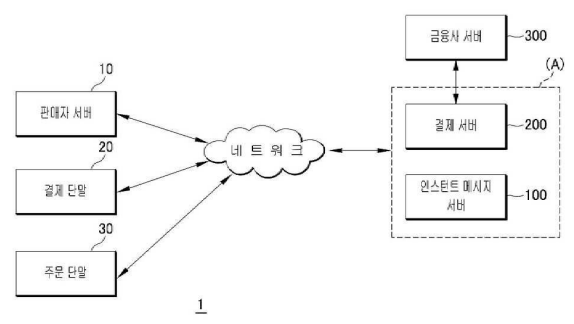 금융사 서버
300
(A)
10
판매자 서버
결제 서버
200
20
네 트 워 크
결제 단말
인스턴트 메시지
서버
100
30
주문 단말
1